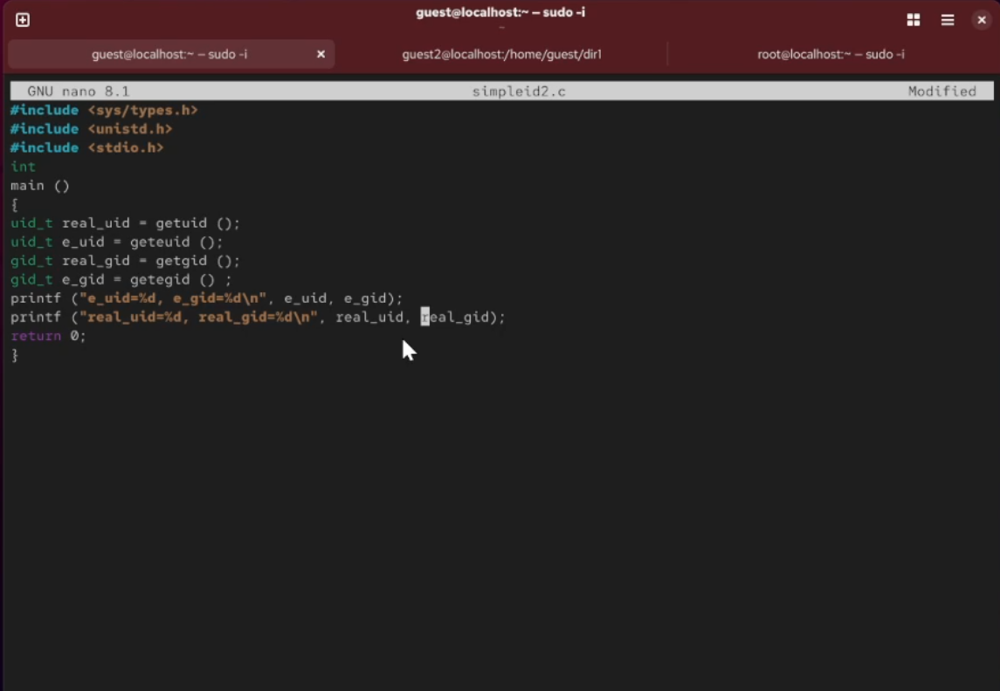 guest@localhost:~ — sudo -i
~
guest@localhost:~ — sudo -i
guest2@localhost:/home/guest/dir1
root@localhost:~ — sudo -i
GNU nano 8.1 simpleid2.c Modified
#include <sys/types.h>
#include <unistd.h>
#include <stdio.h>
int
main ()
{
uid_t real_uid = getuid ();
uid_t e_uid = geteuid ();
gid_t real_gid = getgid ();
gid_t e_gid = getegid () ;
printf ("e_uid=%d, e_gid=%d\n", e_uid, e_gid);
printf ("real_uid=%d, real_gid=%d\n", real_uid, real_gid);
return 0;
}